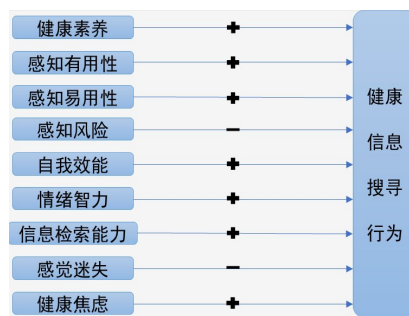 健康素养
+
感知有用性
+
感知易用性
+
感知风险
−
自我效能
+
情绪智力
+
信息检索能力
+
感觉迷失
−
健康焦虑
+
健康
信息
搜寻
行为